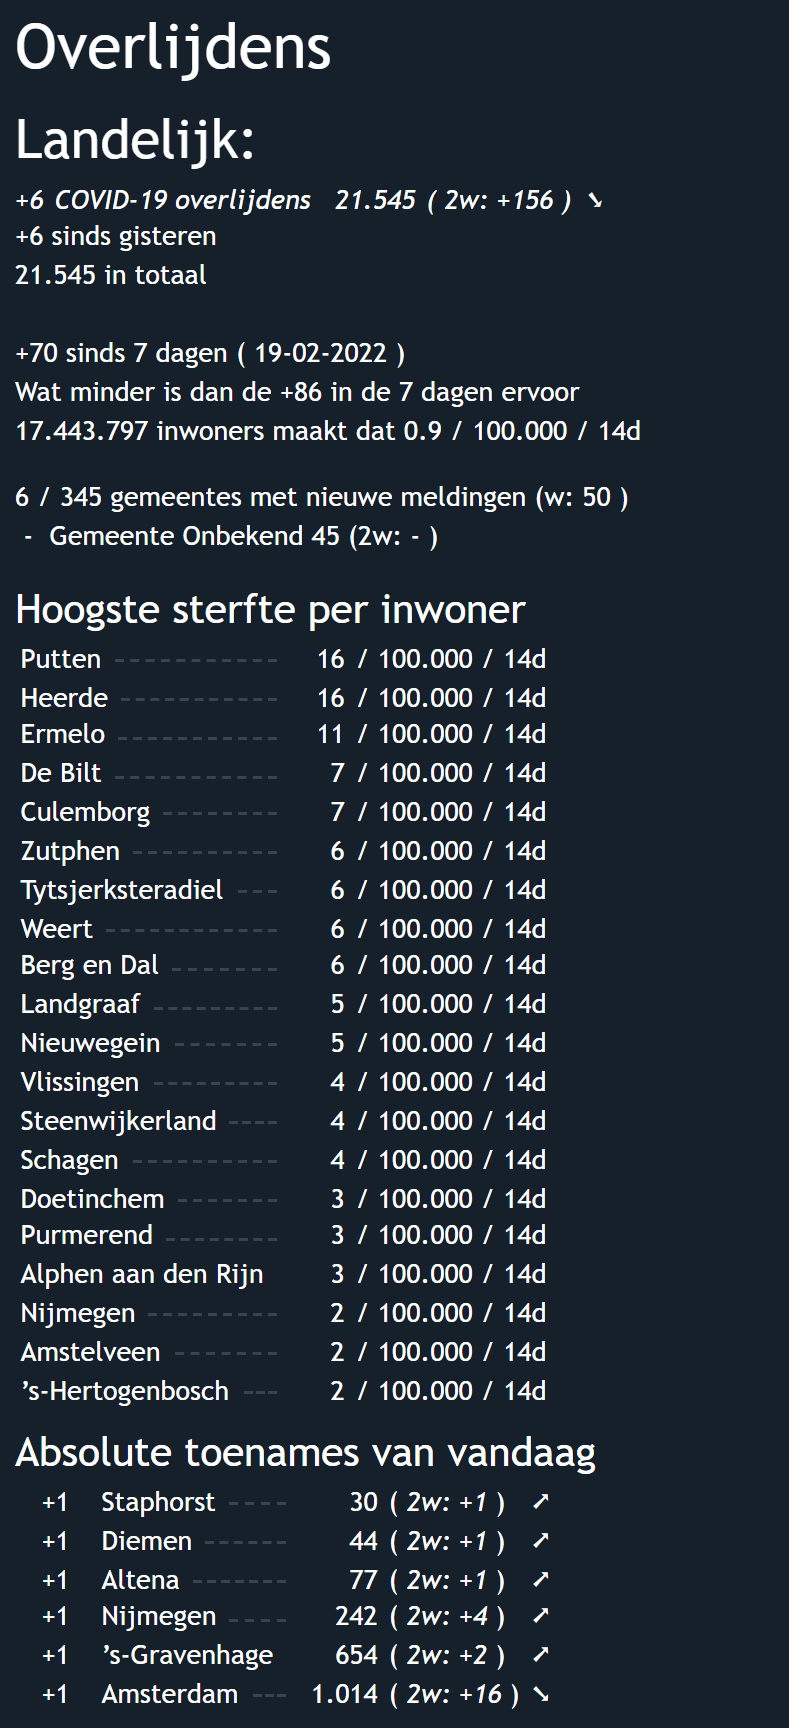 Overlijdens
Landelijk:
+6 COVID-19 overlijdens 21.545 ( 2w: +156 ) ➘
+6 sinds gisteren
21.545 in totaal
+70 sinds 7 dagen ( 19-02-2022 )
Wat minder is dan de +86 in de 7 dagen ervoor
17.443.797 inwoners maakt dat 0.9 / 100.000 / 14d
6 / 345 gemeentes met nieuwe meldingen (w: 50 )
- Gemeente Onbekend 45 (2w: - )
Hoogste sterfte per inwoner
Putten ----------- 16 / 100.000 / 14d
Heerde ----------- 16 / 100.000 / 14d
Ermelo ----------- 11 / 100.000 / 14d
De Bilt ----------- 7 / 100.000 / 14d
Culemborg -------- 7 / 100.000 / 14d
Zutphen ---------- 6 / 100.000 / 14d
Tytsjerksteradiel --- 6 / 100.000 / 14d
Weert ------------ 6 / 100.000 / 14d
Berg en Dal ------- 6 / 100.000 / 14d
Landgraaf --------- 5 / 100.000 / 14d
Nieuwegein ------- 5 / 100.000 / 14d
Vlissingen --------- 4 / 100.000 / 14d
Steenwijkerland ---- 4 / 100.000 / 14d
Schagen ---------- 4 / 100.000 / 14d
Doetinchem ------- 3 / 100.000 / 14d
Purmerend -------- 3 / 100.000 / 14d
Alphen aan den Rijn 3 / 100.000 / 14d
Nijmegen --------- 2 / 100.000 / 14d
Amstelveen ------- 2 / 100.000 / 14d
’s-Hertogenbosch --- 2 / 100.000 / 14d
Absolute toenames van vandaag
+1 Staphorst ---- 30 ( 2w: +1 ) ➚
+1 Diemen ------ 44 ( 2w: +1 ) ➚
+1 Altena ------- 77 ( 2w: +1 ) ➚
+1 Nijmegen ---- 242 ( 2w: +4 ) ➚
+1 ’s-Gravenhage 654 ( 2w: +2 ) ➚
+1 Amsterdam --- 1.014 ( 2w: +16 ) ➘